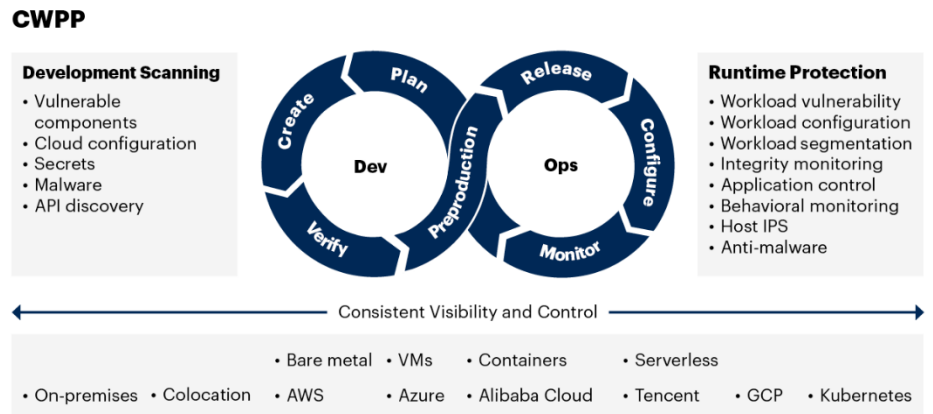 CWPP
Development Scanning
• Vulnerable
components
• Cloud configuration
• Secrets
• Malware
• API discovery
Plan
Create
Verify
Preproduction
Dev
Release
Configure
Monitor
Ops
Runtime Protection
• Workload vulnerability
• Workload configuration
• Workload segmentation
• Integrity monitoring
• Application control
• Behavioral monitoring
• Host IPS
• Anti-malware
Consistent Visibility and Control
• Bare metal • VMs • Containers • Serverless
• On-premises • Colocation • AWS • Azure • Alibaba Cloud • Tencent • GCP • Kubernetes